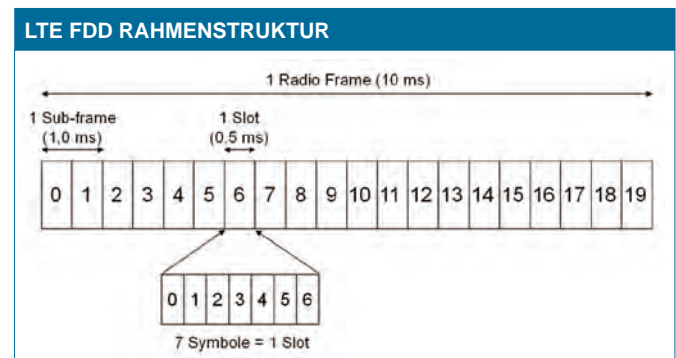 LTE FDD RAHMENSTRUKTUR
1 Radio Frame (10 ms)
1 Sub-frame 1 Slot
(1,0 ms) (0,5 ms)
0 1 2 3 4 5 6 7 8 9 10 11 12 13 14 15 16 17 18 19
0 1 2 3 4 5 6
7 Symbole = 1 Slot